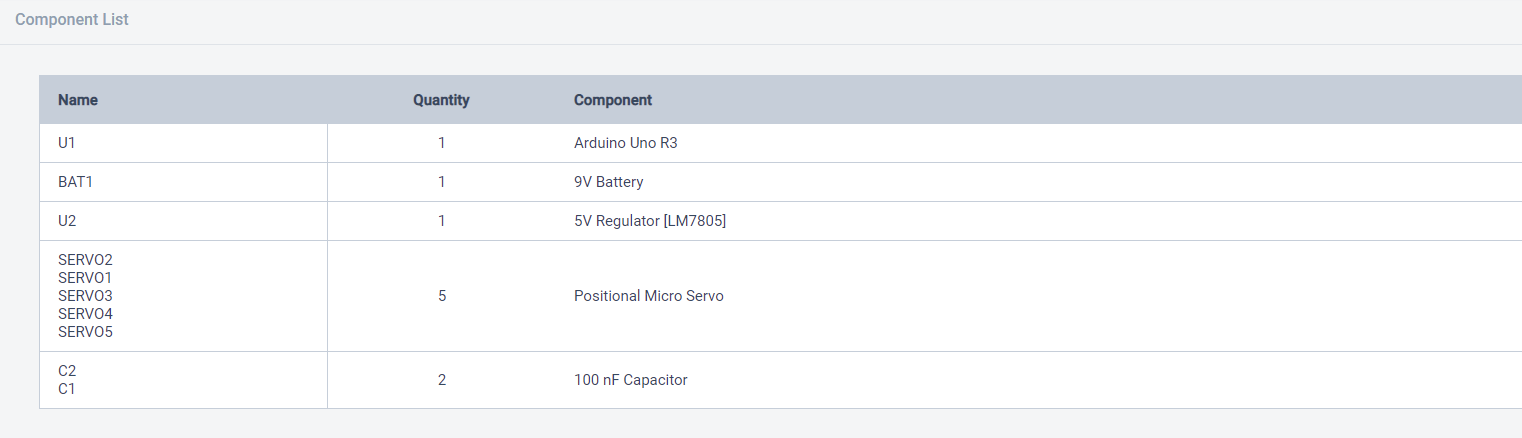 Component List
Name Quantity Component
U1 1 Arduino Uno R3
BAT1 1 9V Battery
U2 1 5V Regulator [LM7805]
SERVO2
SERVO1
SERVO3 5 Positional Micro Servo
SERVO4
SERVO5
C2
C1 2 100 nF Capacitor